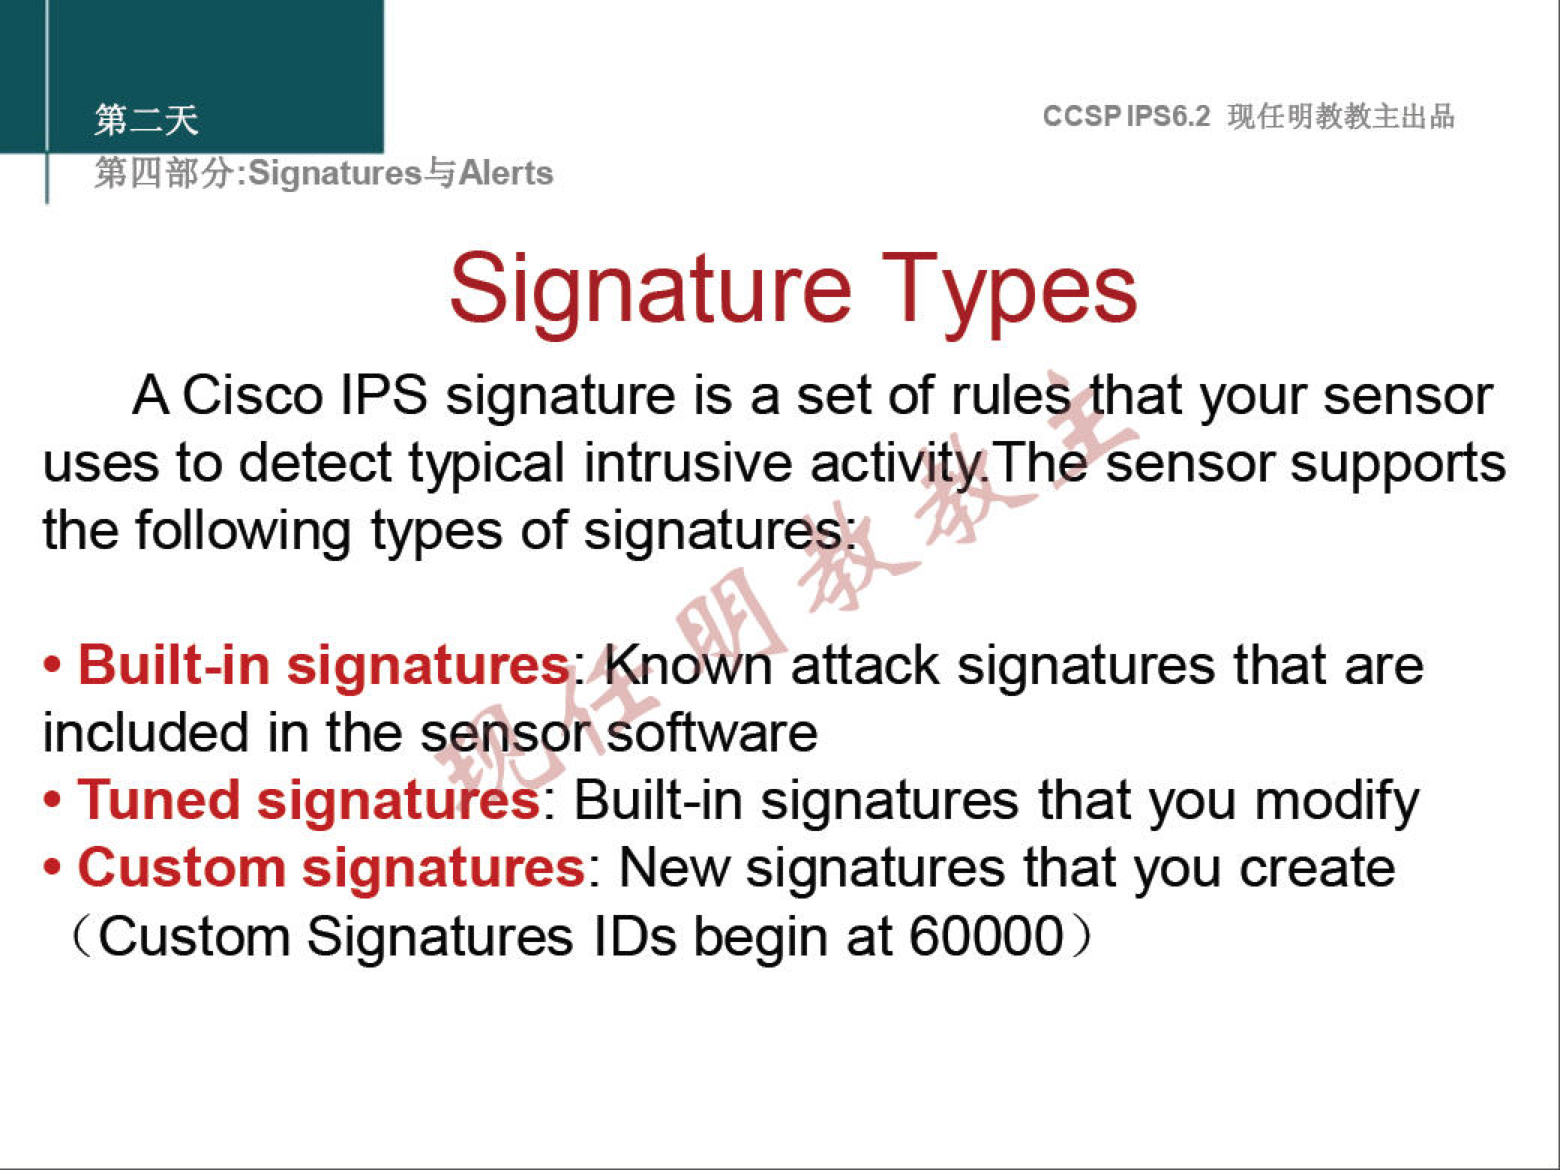 第二天
CCSP IPS6.2 现任明教教主出品
第四部分:Signatures与Alerts
Signature Types
A Cisco IPS signature is a set of rules that your sensor
uses to detect typical intrusive activity.The sensor supports
the following types of signatures:
• Built-in signatures: Known attack signatures that are
included in the sensor software
• Tuned signatures: Built-in signatures that you modify
• Custom signatures: New signatures that you create
（Custom Signatures IDs begin at 60000）
现任明教教主